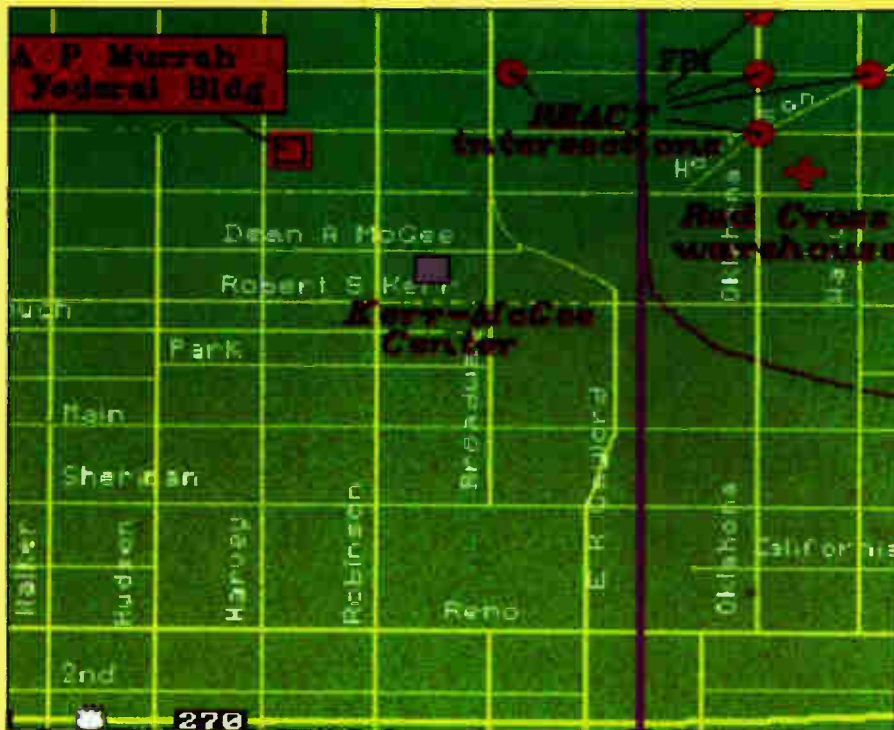 A P Murrah
Federal Bldg
FBI
REACT
intersections
Red Cross
warehouse
Dean A McGee
Robert S Kerr
Kerr-McGee
Center
Park
Main
Sheridan
Walker
Hudson
Harvey
Robinson
Broadway
E K Gaylord
Oklahoma
Oklahoma
California
Reno
2nd
270